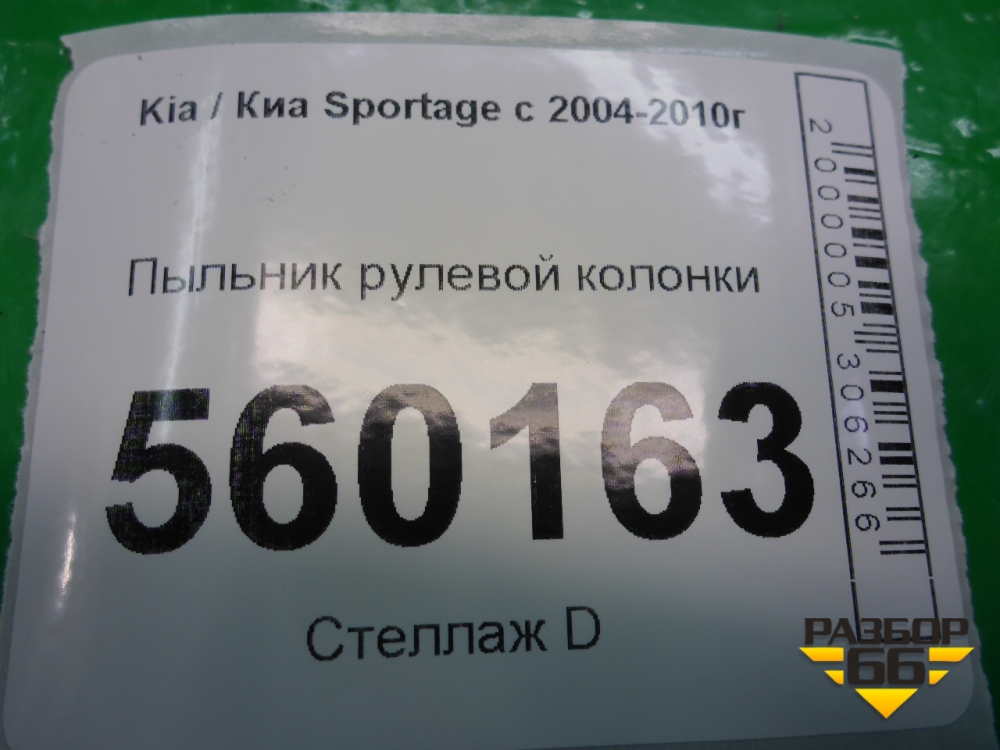 Kia / Киа Sportage с 2004-2010г
Пыльник рулевой колонки
560163
Стеллаж D
2000005306266
РАЗБОР
66